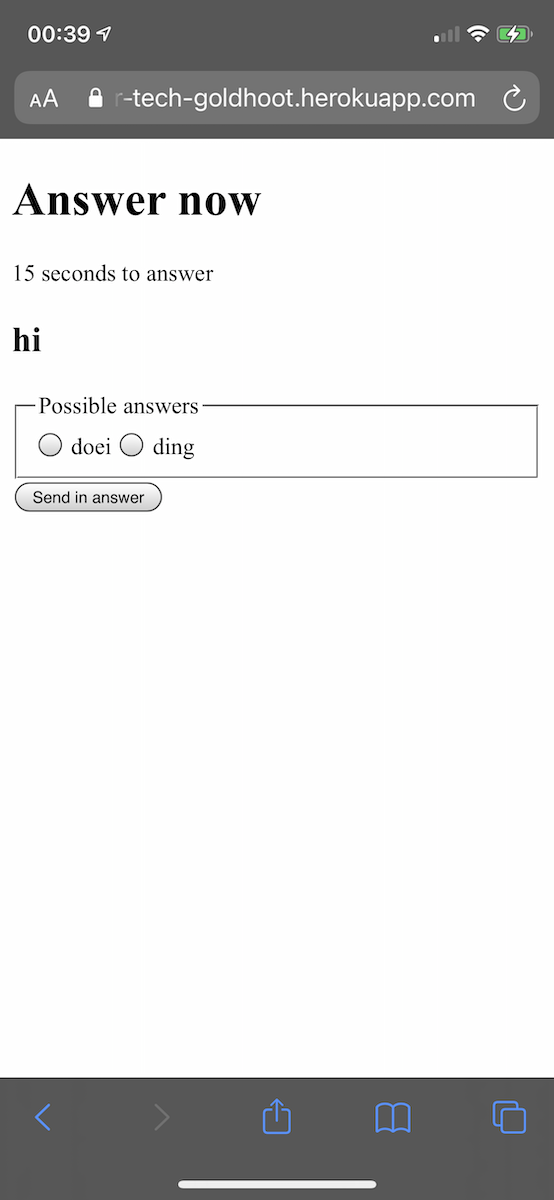 00:39
AA r-tech-goldhoot.herokuapp.com
Answer now
15 seconds to answer
hi
Possible answers
doei ding
Send in answer